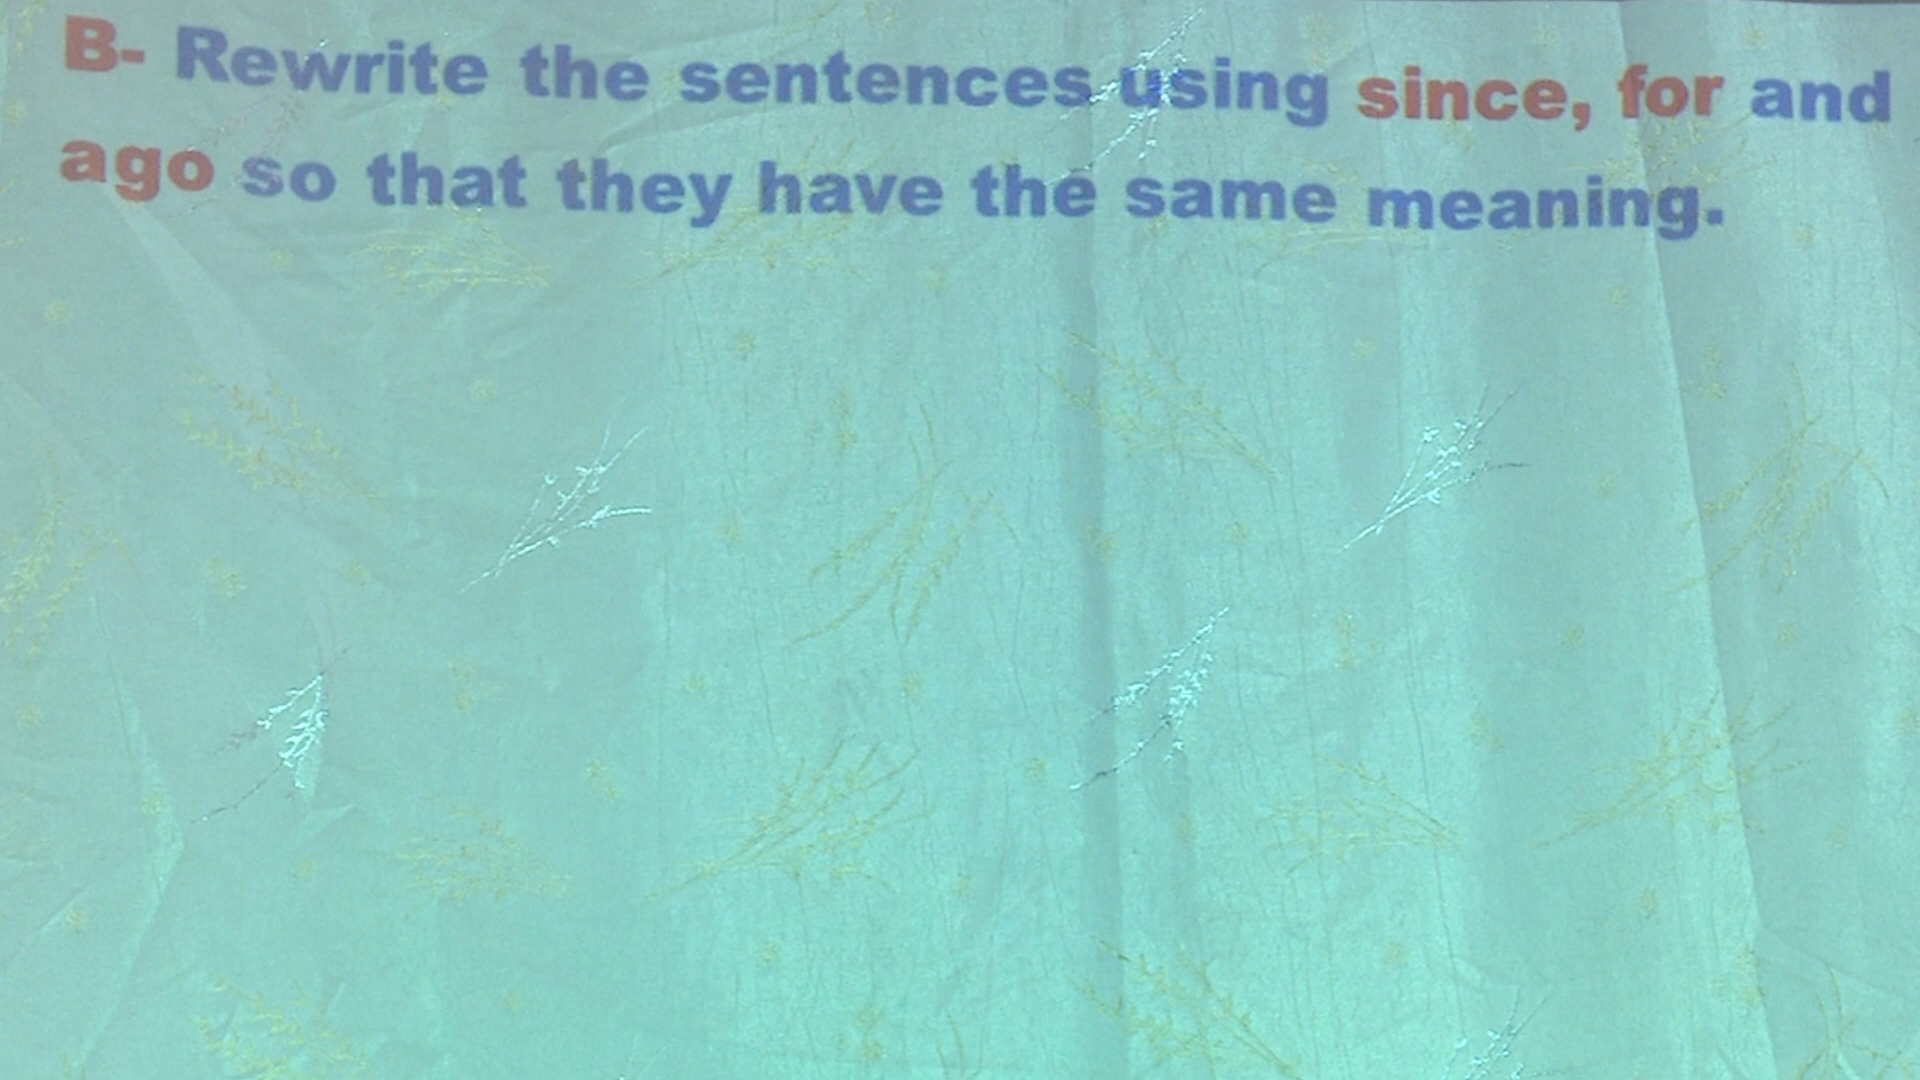 B- Rewrite the sentences using since, for and
ago so that they have the same meaning.